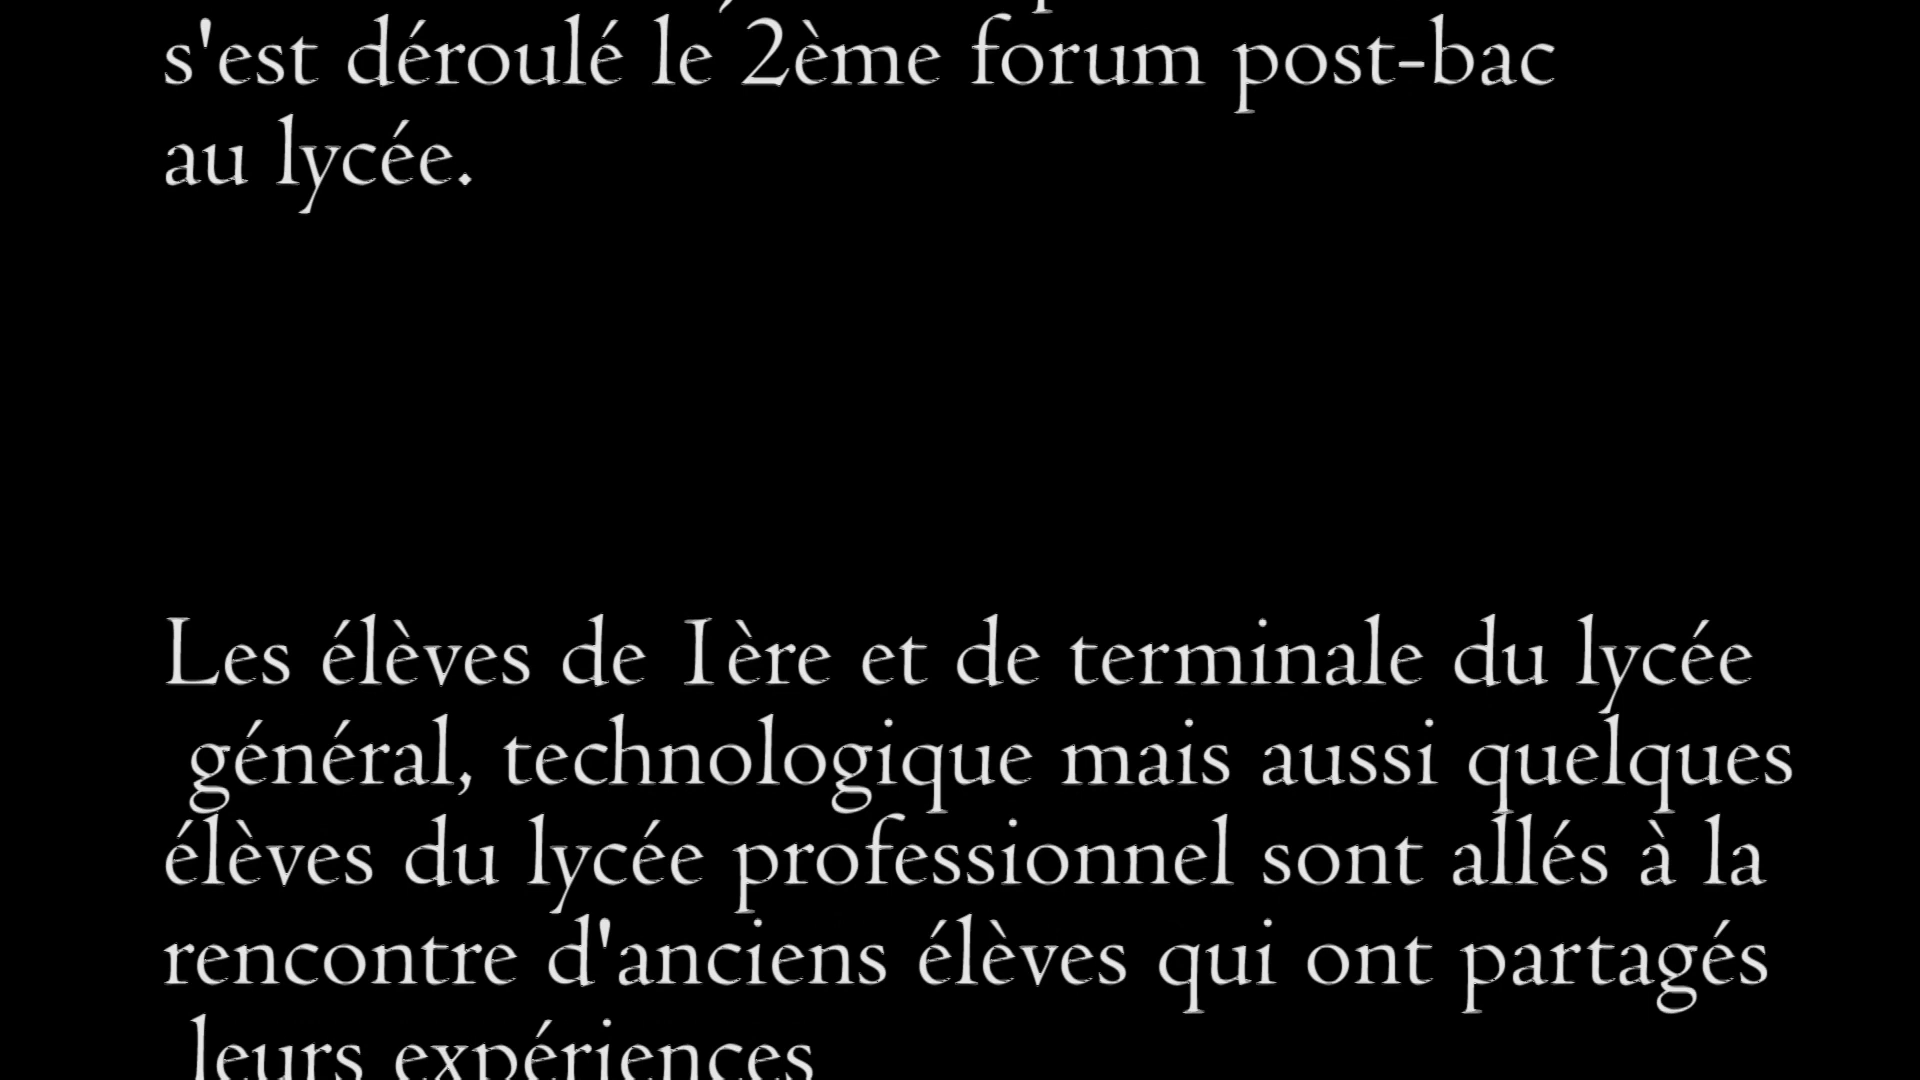 s'est déroulé le 2ème forum post-bac
au lycée.
Les élèves de 1ère et de terminale du lycée
général, technologique mais aussi quelques
élèves du lycée professionnel sont allés à la
rencontre d'anciens élèves qui ont partagés
leurs expériences